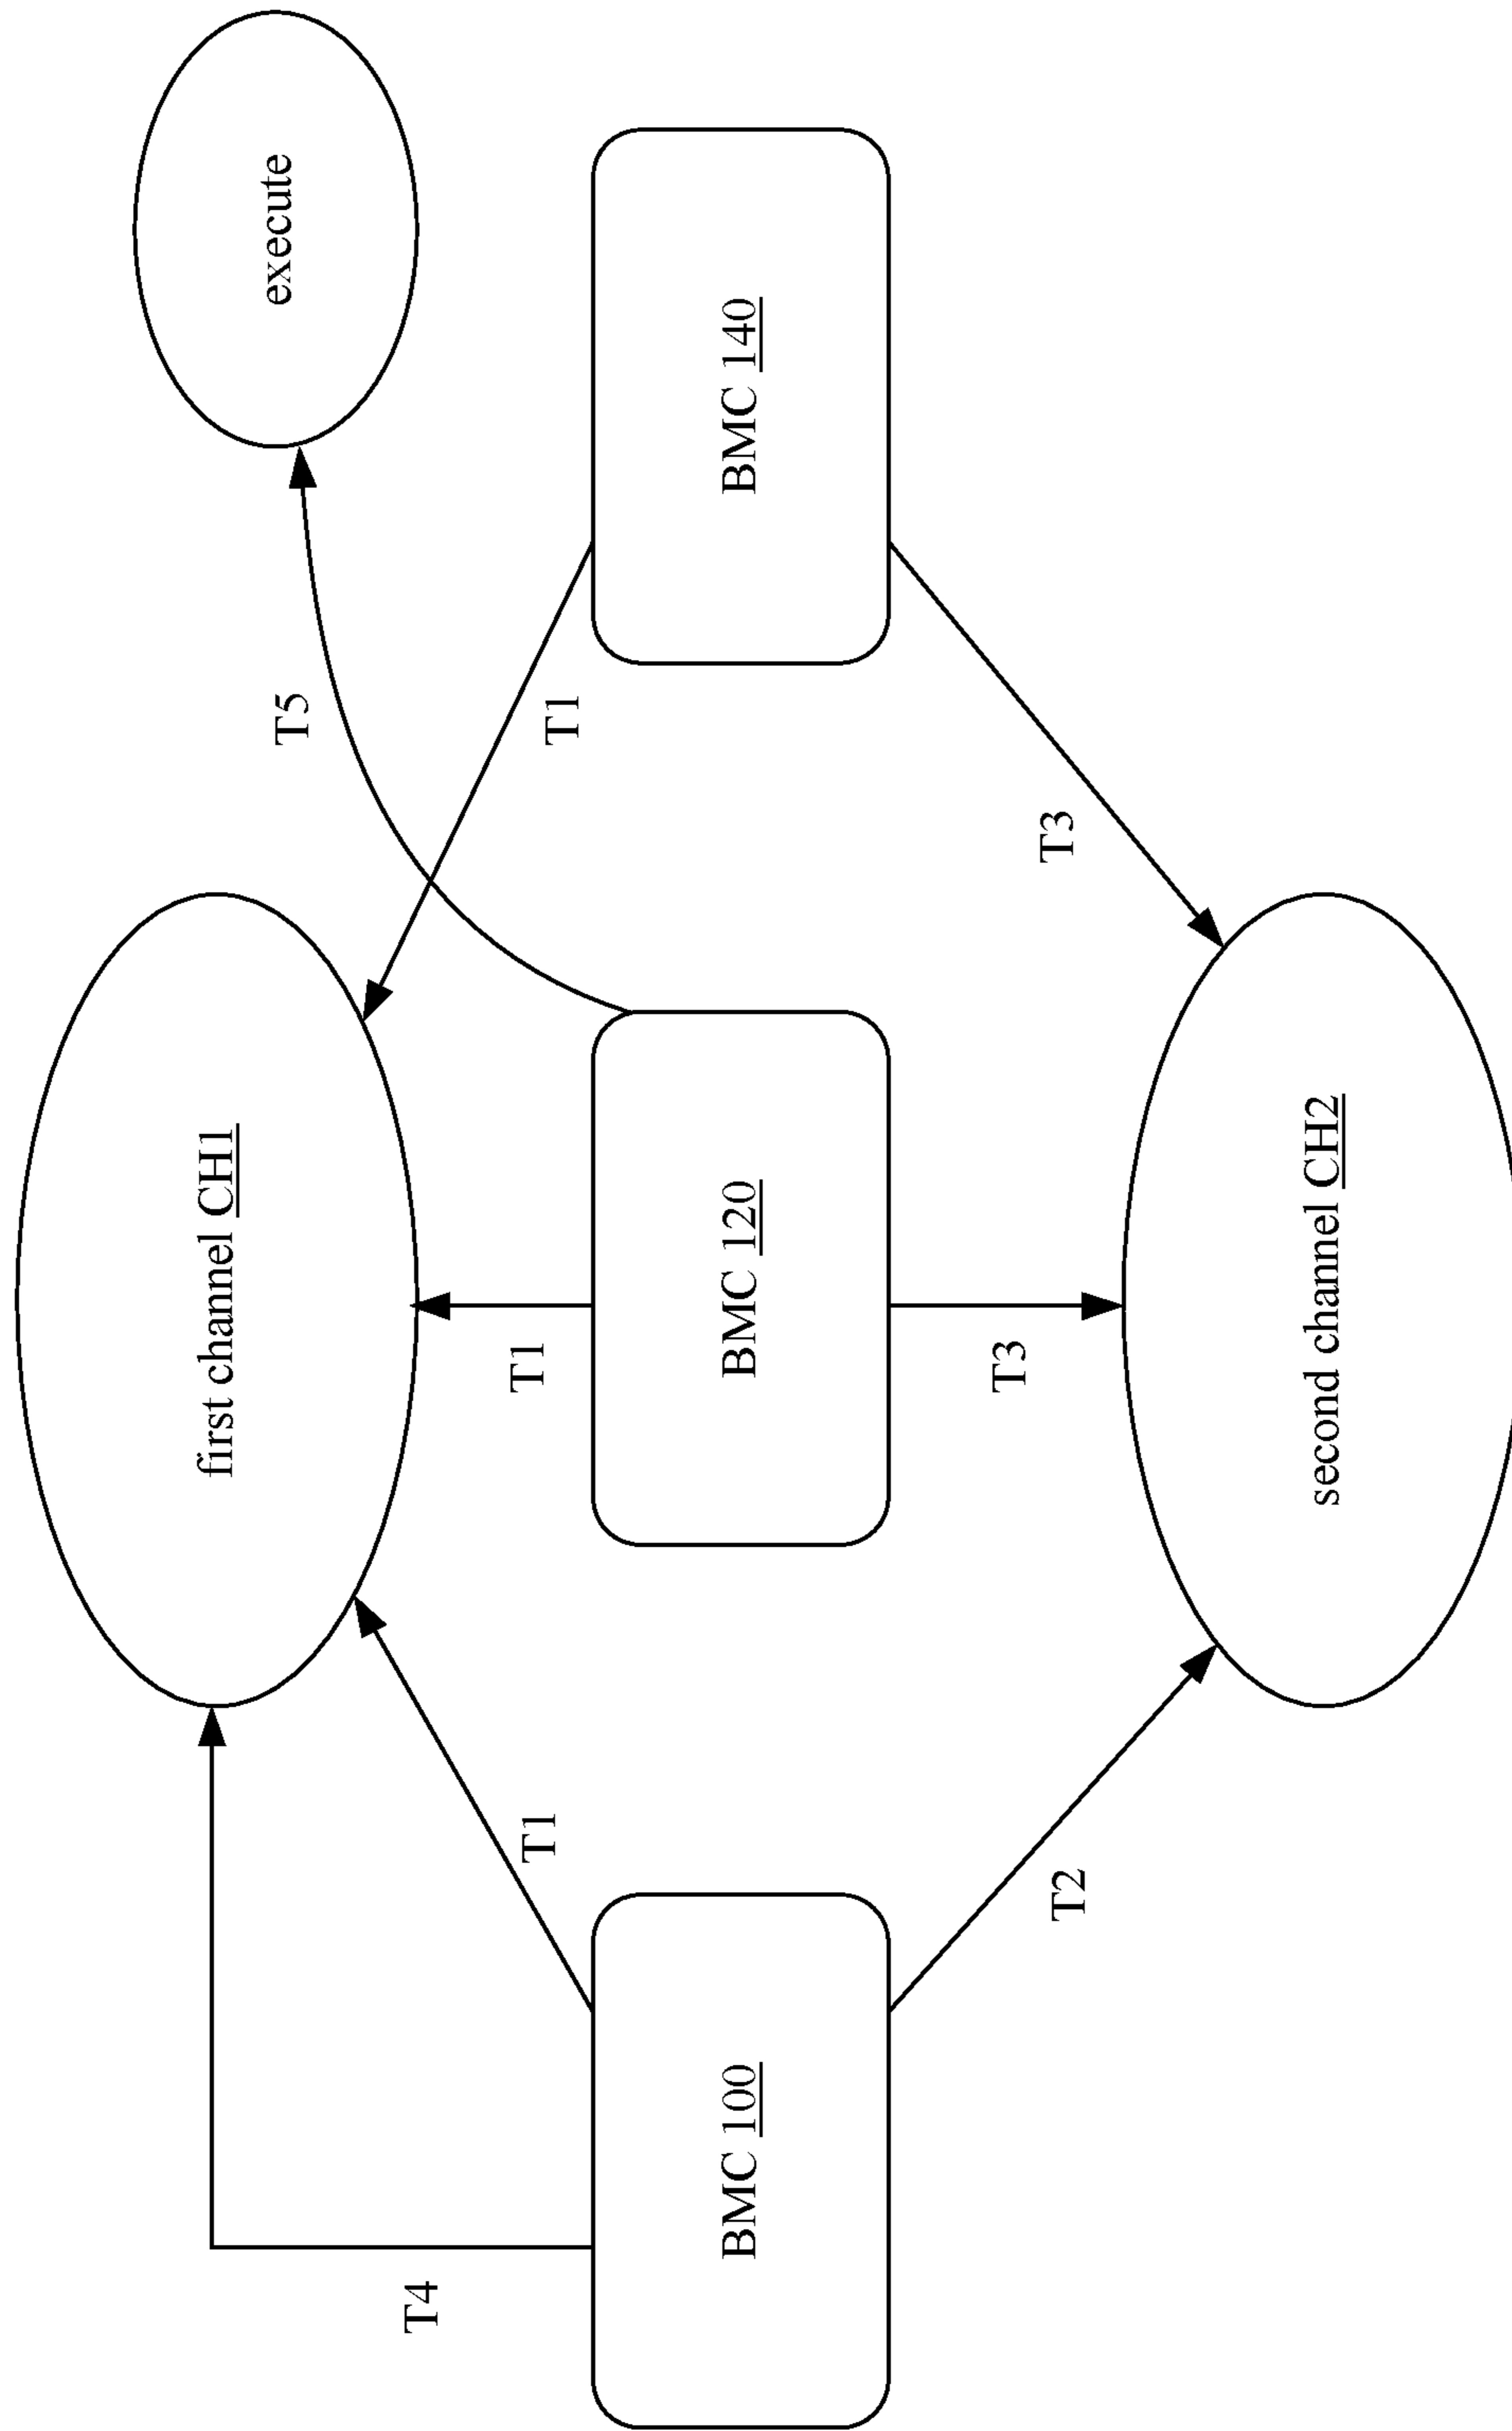 first channel CH1
execute
T5
T4
T1
T1
T1
BMC 100
BMC 120
BMC 140
T2
T3
T3
second channel CH2